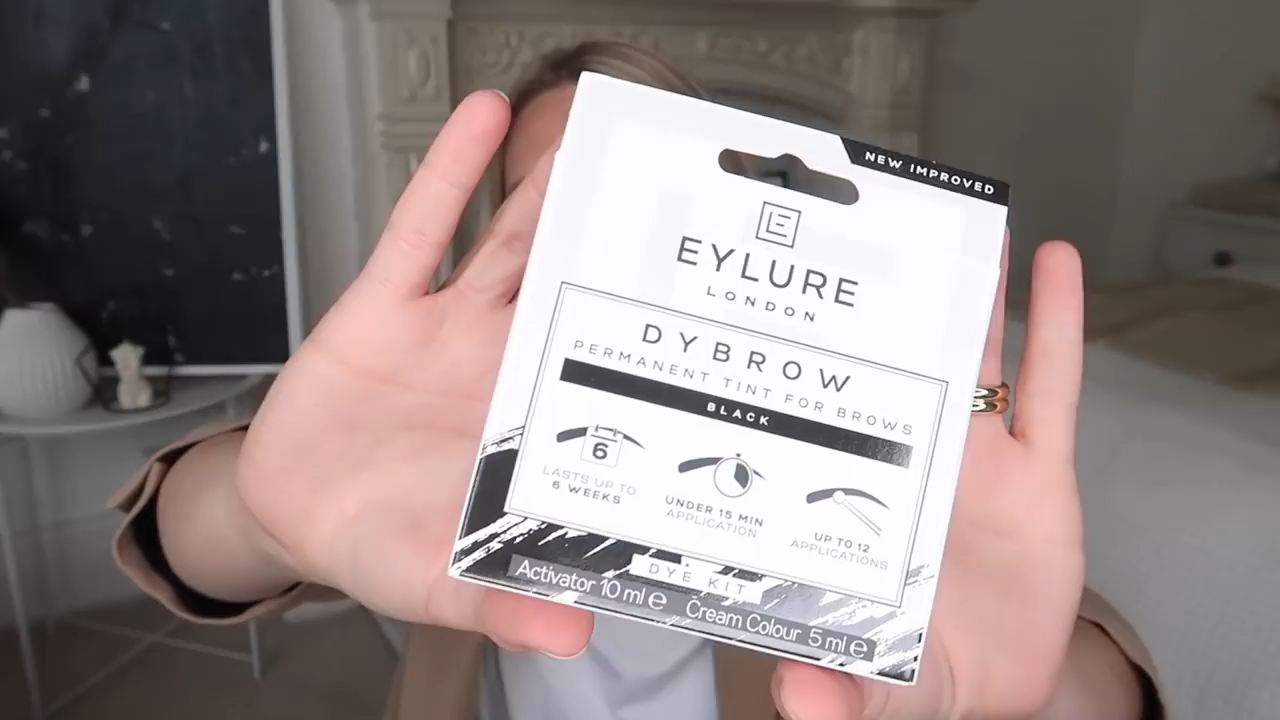 NEW IMPROVED
E
EYLURE
LONDON
DYBROW
PERMANENT TINT FOR BROWS
BLACK
6
LASTS UP TO
6 WEEKS
UNDER 15 MIN
APPLICATION
UP TO 12
APPLICATIONS
DYE KIT
Activator 10 ml ℮ Cream Colour 5 ml ℮